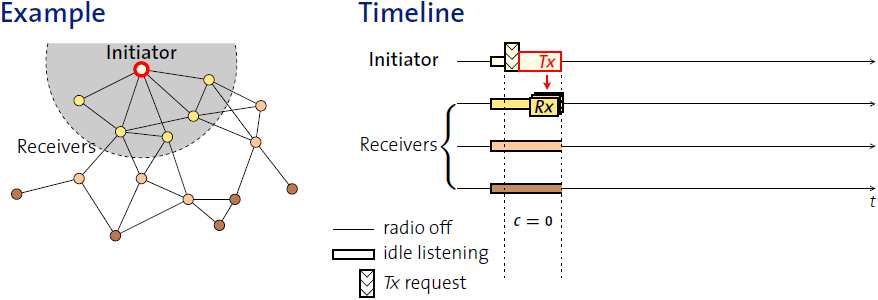 Example
Initiator
Receivers
Timeline
Initiator
Tx
Rx
Receivers
t
c = 0
radio off
idle listening
Tx request